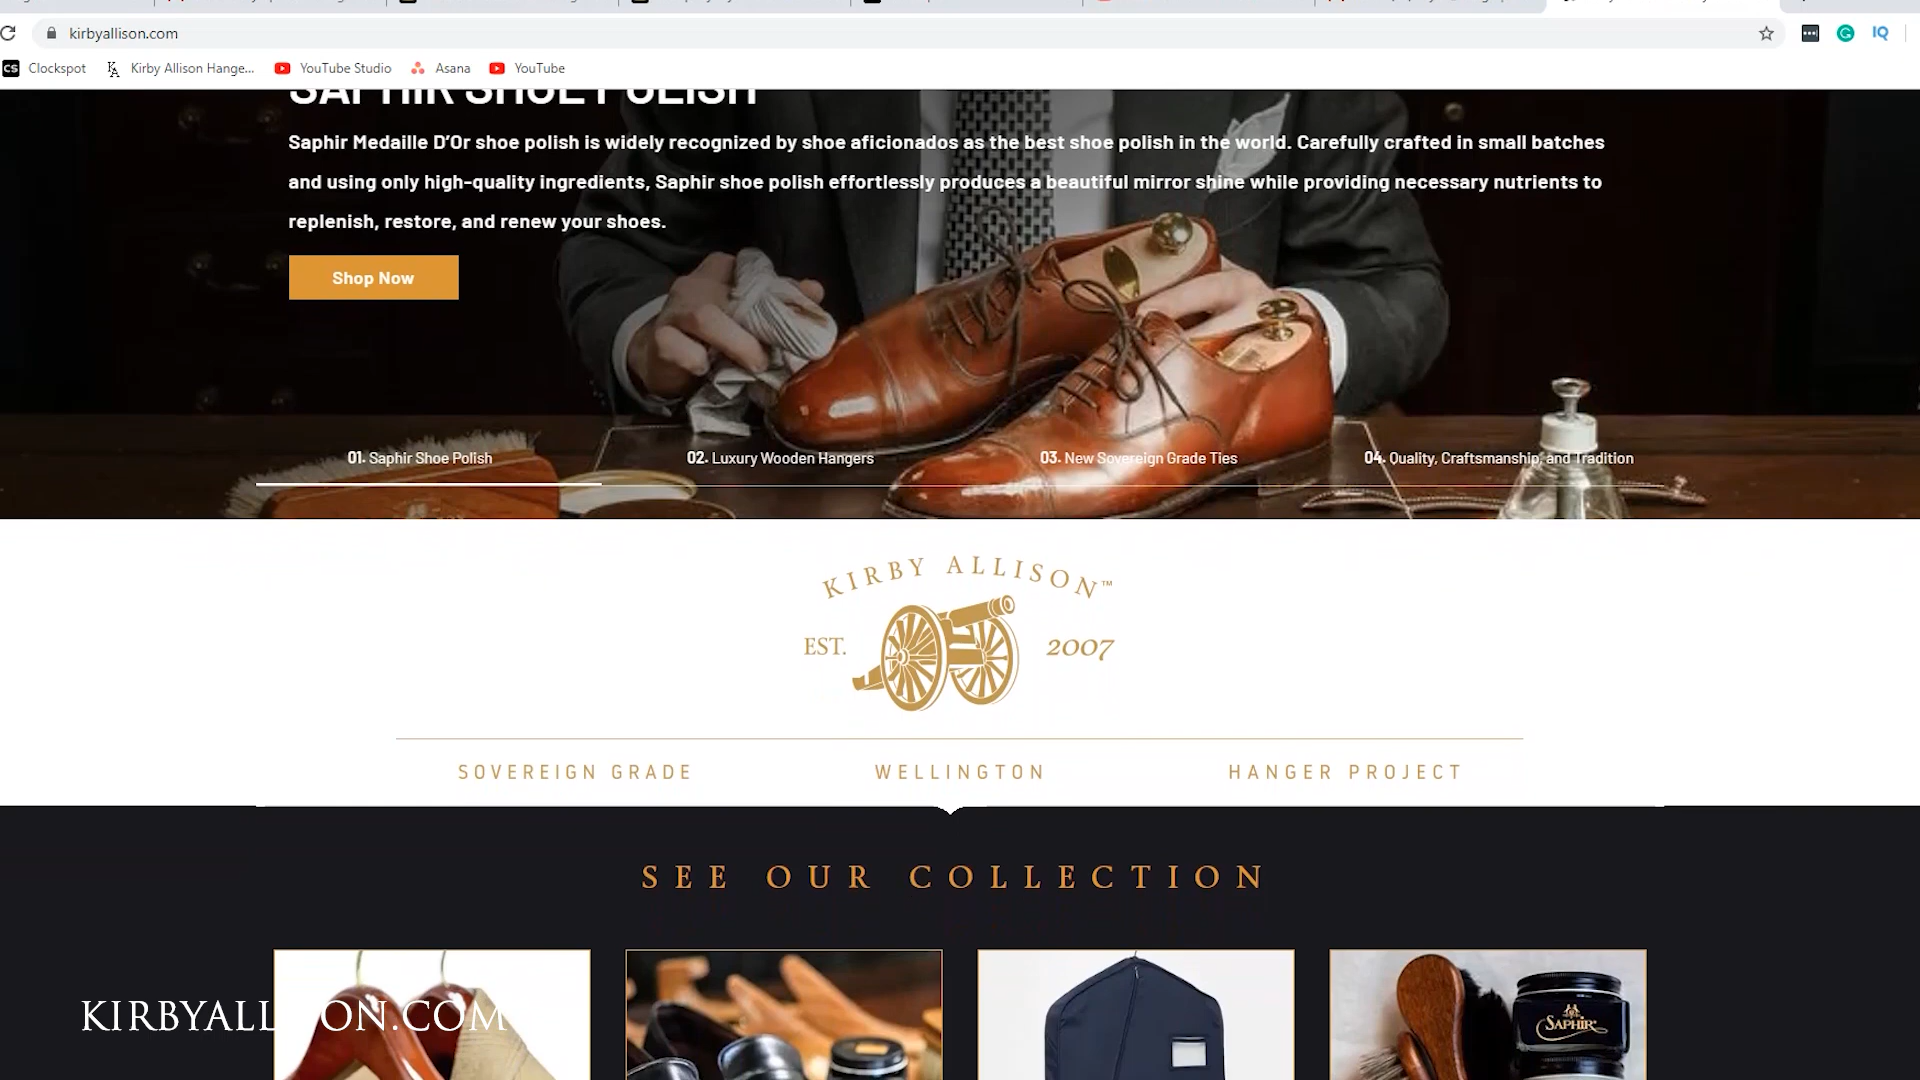 kirbyallison.com
IQ
CS Clockspot
KA Kirby Allison Hange...
YouTube Studio
Asana
YouTube
SAPHIR SHOE POLISH
Saphir Medaille D'Or shoe polish is widely recognized by shoe aficionados as the best shoe polish in the world. Carefully crafted in small batches
and using only high-quality ingredients, Saphir shoe polish effortlessly produces a beautiful mirror shine while providing necessary nutrients to
replenish, restore, and renew your shoes.
Shop Now
01. Saphir Shoe Polish
02. Luxury Wooden Hangers
03. New Sovereign Grade Ties
04. Quality, Craftsmanship, and Tradition
KIRBY ALLISON™
EST. 2007
SOVEREIGN GRADE
WELLINGTON
HANGER PROJECT
SEE OUR COLLECTION
KIRBYALLISON.COM
SAPHIR